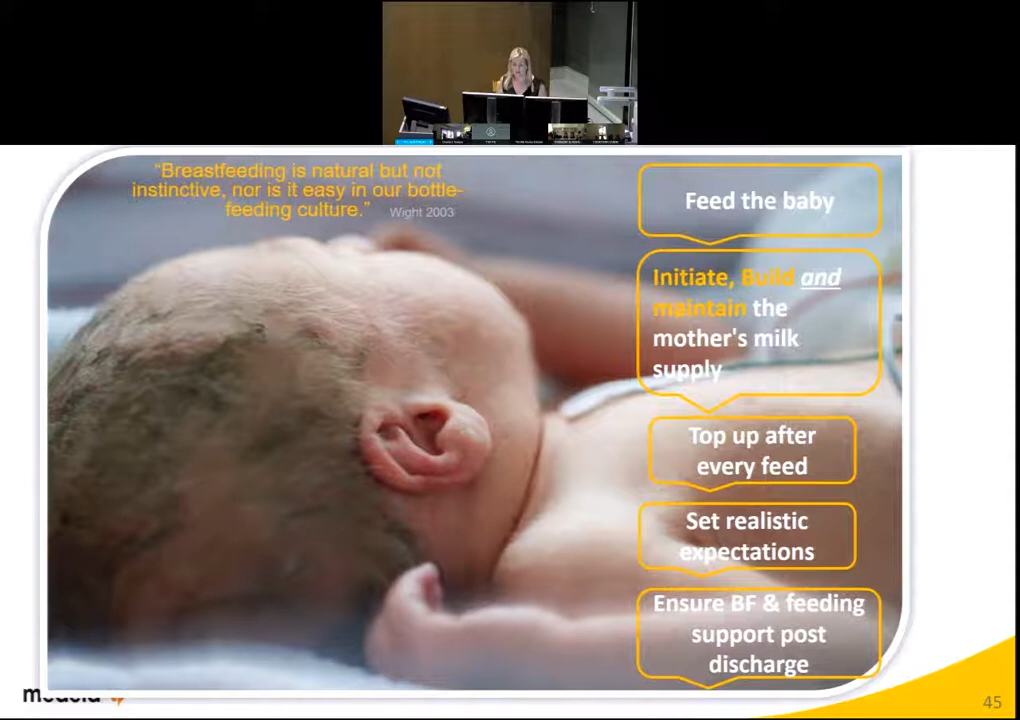 “Breastfeeding is natural but not
instinctive, nor is it easy in our bottle-
feeding culture.” Wight 2003
Feed the baby
Initiate, Build and
maintain the
mother's milk
supply
Top up after
every feed
Set realistic
expectations
Ensure BF & feeding
support post
discharge
medela
45